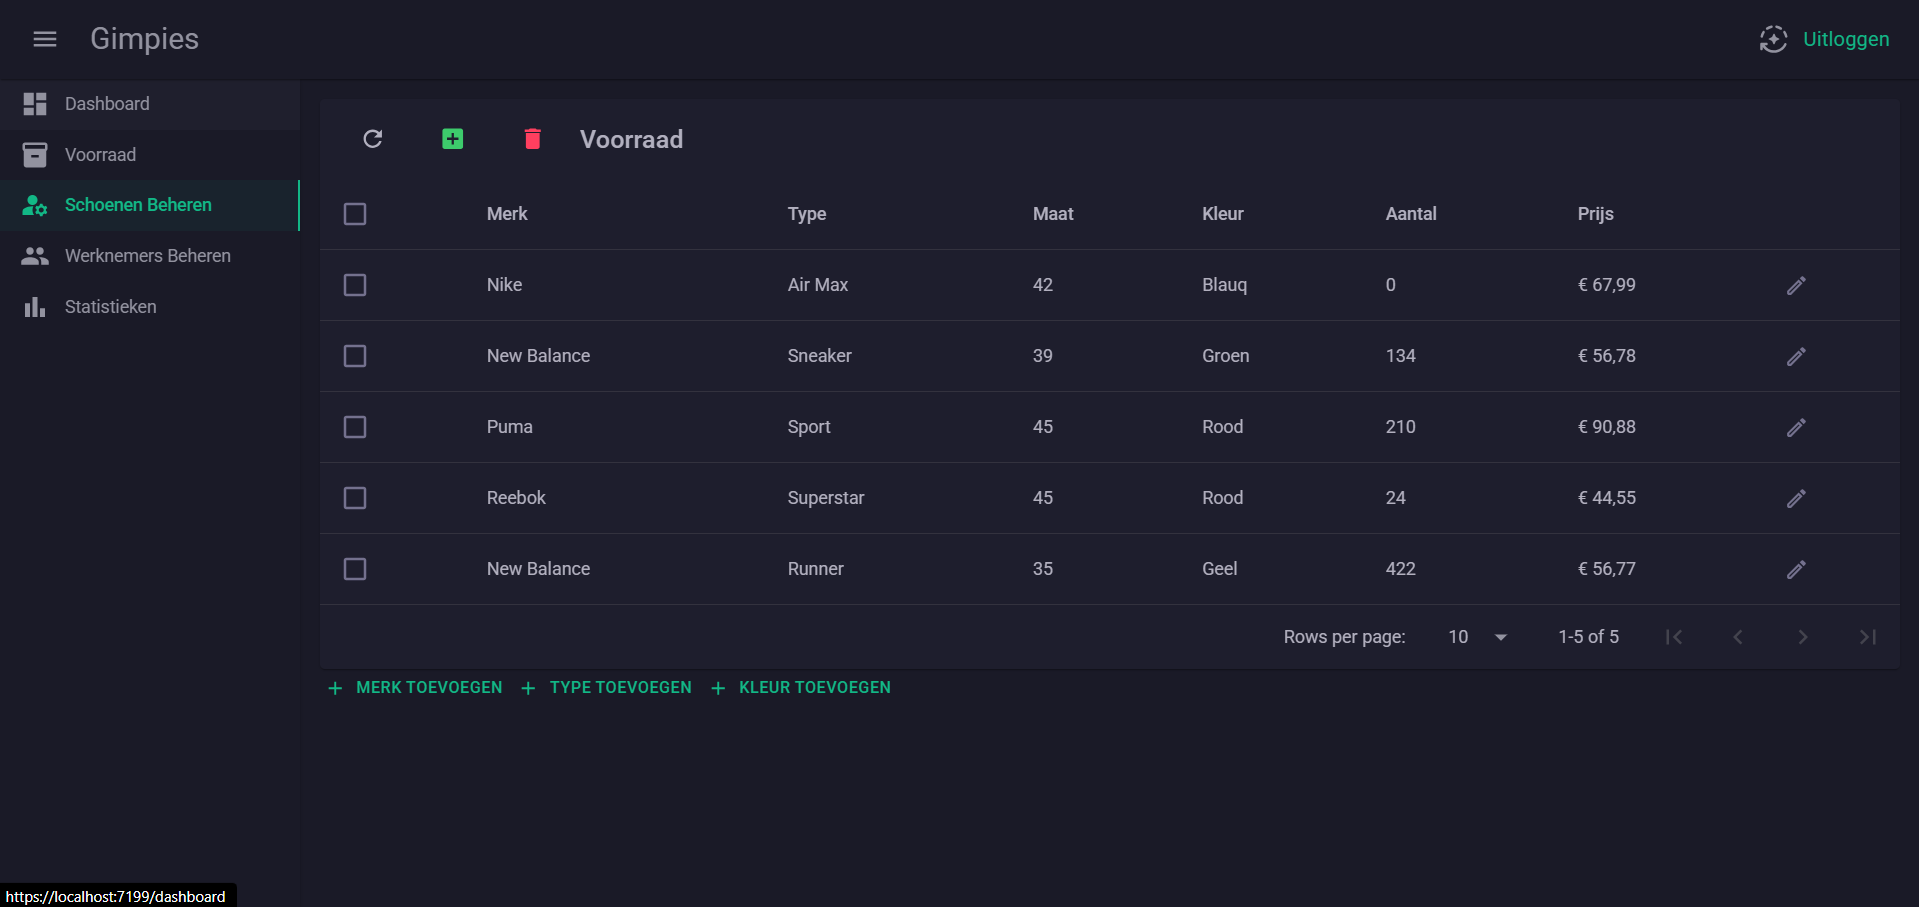 Gimpies
Uitloggen
Dashboard
Voorraad
Schoenen Beheren
Werknemers Beheren
Statistieken
Voorraad
Merk Type Maat Kleur Aantal Prijs
Nike Air Max 42 Blauq 0 € 67,99
New Balance Sneaker 39 Groen 134 € 56,78
Puma Sport 45 Rood 210 € 90,88
Reebok Superstar 45 Rood 24 € 44,55
New Balance Runner 35 Geel 422 € 56,77
Rows per page: 10 1-5 of 5
MERK TOEVOEGEN TYPE TOEVOEGEN KLEUR TOEVOEGEN
https://localhost:7199/dashboard